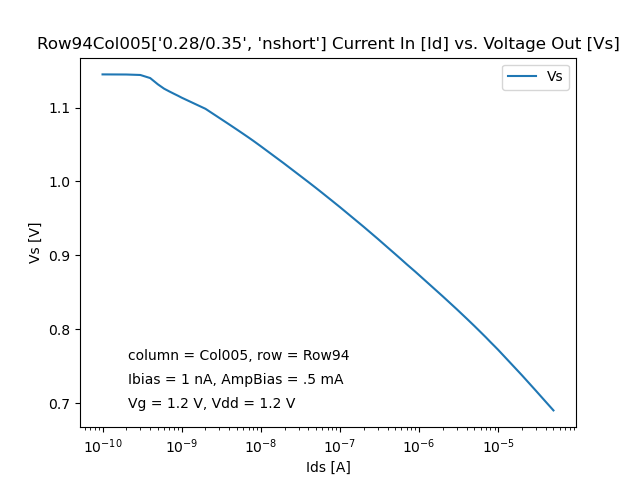 Row94Col005['0.28/0.35', 'nshort'] Current In [Id] vs. Voltage Out [Vs]
Vs
1.1
1.0
0.9
0.8
0.7
Vs [V]
column = Col005, row = Row94
Ibias = 1 nA, AmpBias = .5 mA
Vg = 1.2 V, Vdd = 1.2 V
10⁻¹⁰ 10⁻⁹ 10⁻⁸ 10⁻⁷ 10⁻⁶ 10⁻⁵
Ids [A]